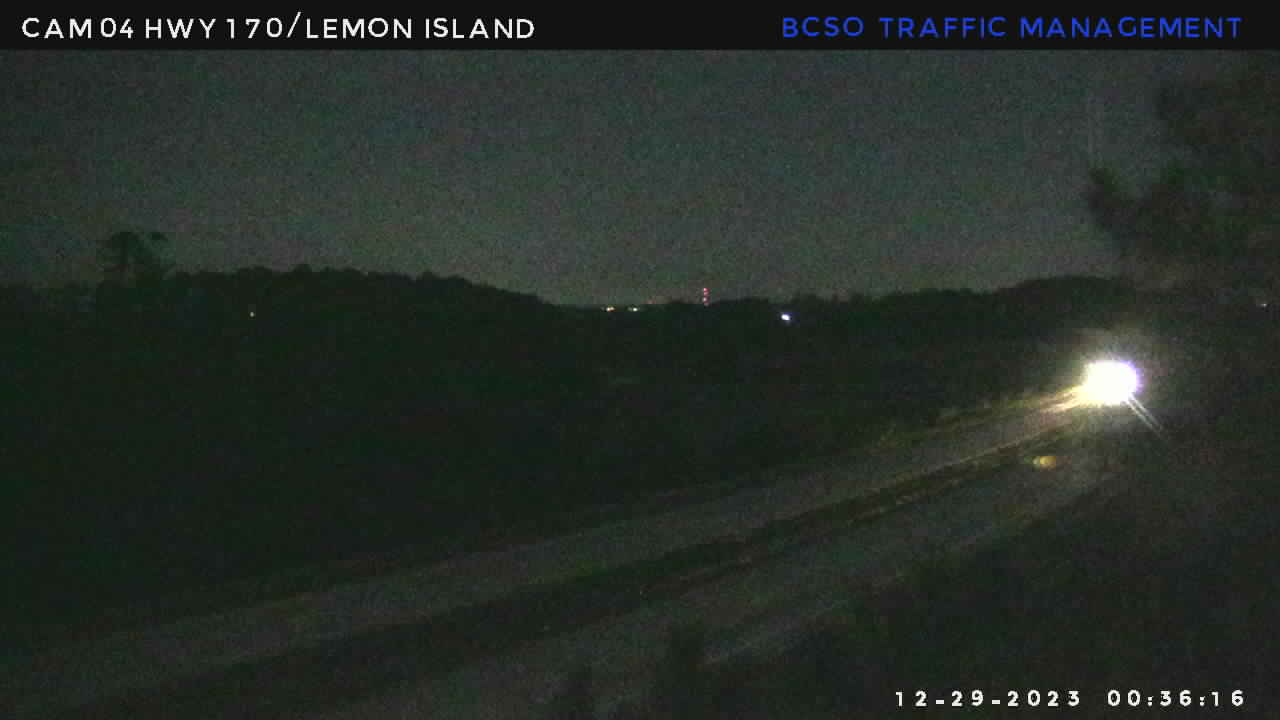 CAM04 HWY 170/LEMON ISLAND
BCSO TRAFFIC MANAGEMENT
12-29-2023 00:36:16